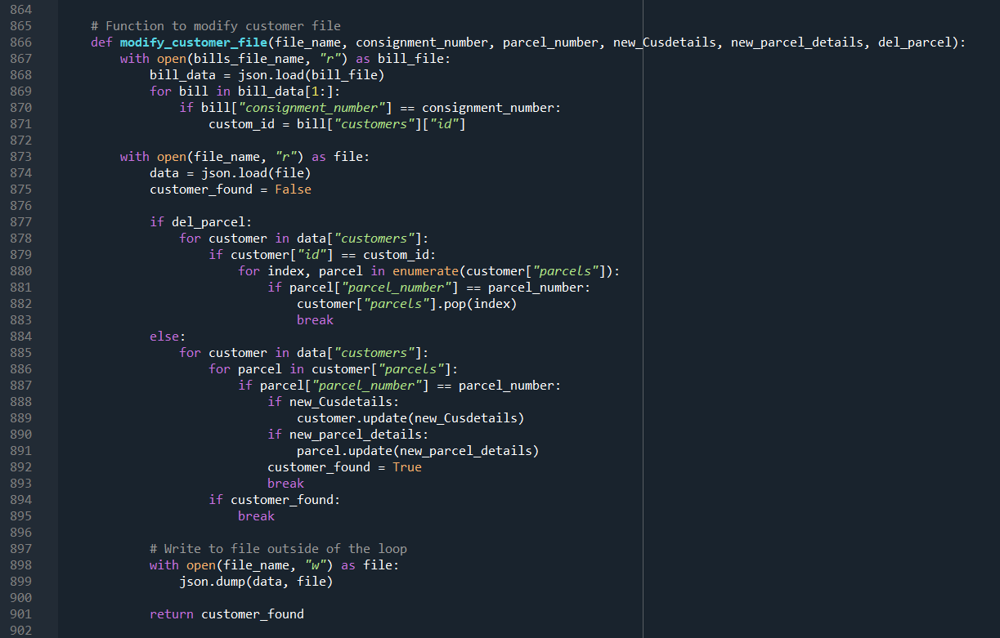 864
865 # Function to modify customer file
866 def modify_customer_file(file_name, consignment_number, parcel_number, new_Cusdetails, new_parcel_details, del_parcel):
867 with open(bills_file_name, "r") as bill_file:
868 bill_data = json.load(bill_file)
869 for bill in bill_data[1:]:
870 if bill["consignment_number"] == consignment_number:
871 custom_id = bill["customers"]["id"]
872
873 with open(file_name, "r") as file:
874 data = json.load(file)
875 customer_found = False
876
877 if del_parcel:
878 for customer in data["customers"]:
879 if customer["id"] == custom_id:
880 for index, parcel in enumerate(customer["parcels"]):
881 if parcel["parcel_number"] == parcel_number:
882 customer["parcels"].pop(index)
883 break
884 else:
885 for customer in data["customers"]:
886 for parcel in customer["parcels"]:
887 if parcel["parcel_number"] == parcel_number:
888 if new_Cusdetails:
889 customer.update(new_Cusdetails)
890 if new_parcel_details:
891 parcel.update(new_parcel_details)
892 customer_found = True
893 break
894 if customer_found:
895 break
896
897 # Write to file outside of the loop
898 with open(file_name, "w") as file:
899 json.dump(data, file)
900
901 return customer_found
902